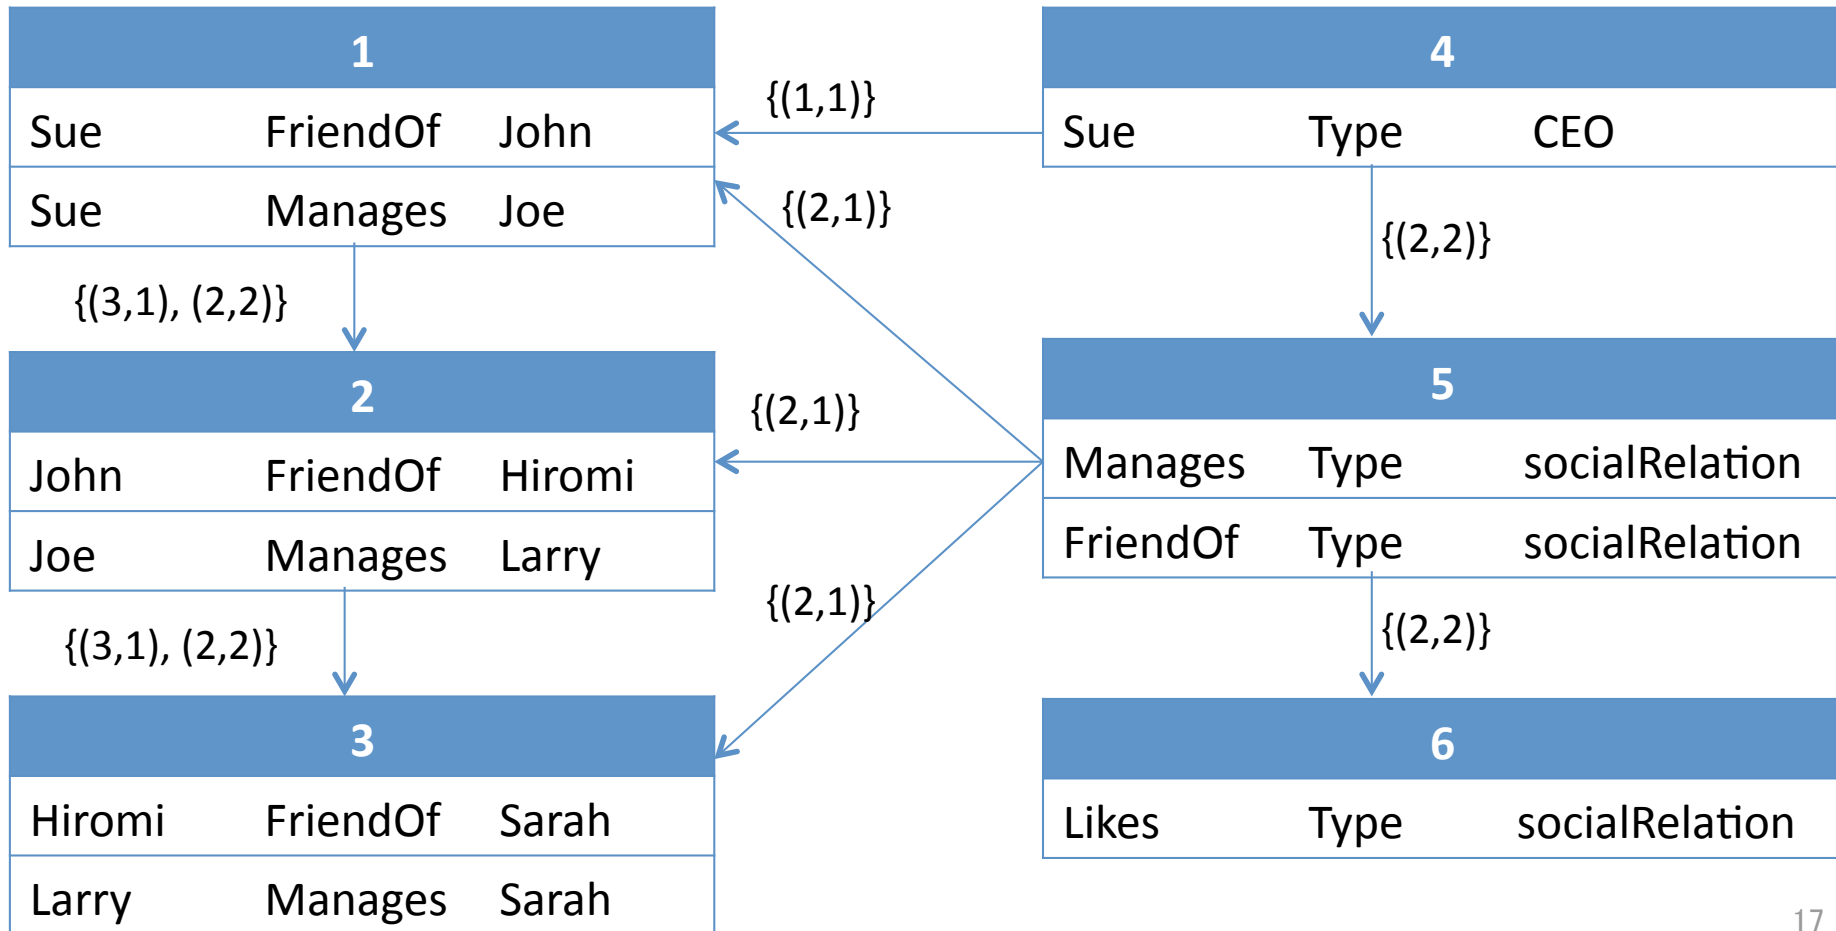 1
Sue FriendOf John
Sue Manages Joe
{(3,1), (2,2)}
2
John FriendOf Hiromi
Joe Manages Larry
{(3,1), (2,2)}
3
Hiromi FriendOf Sarah
Larry Manages Sarah
{(1,1)}
{(2,1)}
{(2,1)}
{(2,1)}
4
Sue Type CEO
{(2,2)}
5
Manages Type socialRelation
FriendOf Type socialRelation
{(2,2)}
6
Likes Type socialRelation
17